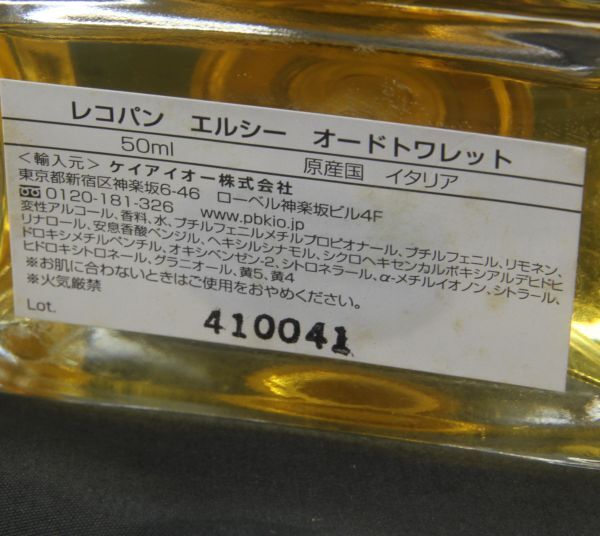 レコパン エルシー オードトワレット
50ml 原産国 イタリア
<輸入元> ケイアイオー株式会社
東京都新宿区神楽坂6-46 ローベル神楽坂ビル4F
0120-181-326 www.pbkio.jp
変性アルコール、香料、水、ブチルフェニルメチルプロピオナール、ブチルフェニル、リモネン、
リナロール、安息香酸ベンジル、ヘキシルシナモル、シクロヘキセンカルボキシアルデヒドヒ
ドロキシメチルペンチル、オキシベンゼン-2、シトロネラール、α-メチルイオノン、シトラール、
ヒドロキシトロネール、グラニオール、黄5、黄4
※お肌に合わないときはご使用をおやめください。
※火気厳禁
Lot. 410041